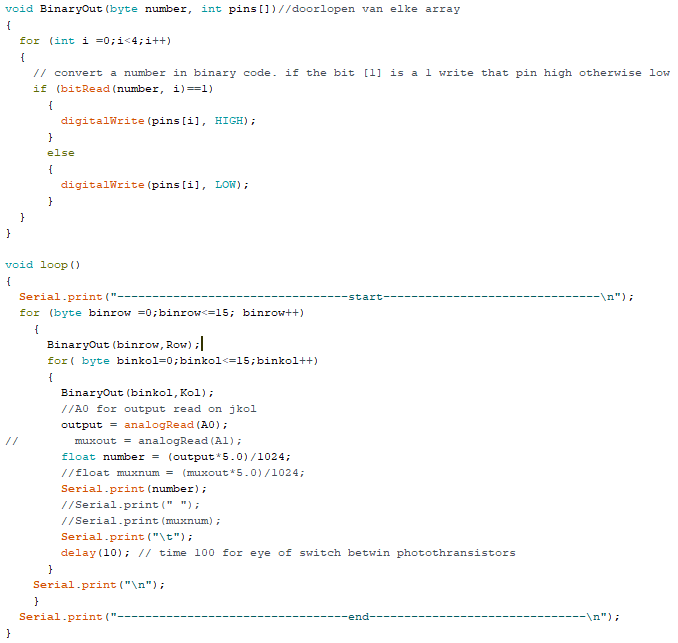 void BinaryOut(byte number, int pins[])//doorlopen van elke array
{
  for (int i =0;i<4;i++)
  {
    // convert a number in binary code. if the bit [1] is a 1 write that pin high otherwise low
    if (bitRead(number, i)==1)
      {
        digitalWrite(pins[i], HIGH);
      }
      else
      {
        digitalWrite(pins[i], LOW);
      }
  }
}

void loop()
{
  Serial.print("---------------------------------start-------------------------------\n");
  for (byte binrow =0;binrow<=15; binrow++)
    {
      BinaryOut(binrow,Row);
      for( byte binkol=0;binkol<=15;binkol++)
      {
        BinaryOut(binkol,Kol);
        //A0 for output read on jkol
        output = analogRead(A0);
//        muxout = analogRead(A1);
        float number = (output*5.0)/1024;
        //float muxnum = (muxout*5.0)/1024;
        Serial.print(number);
        //Serial.print(" ");
        //Serial.print(muxnum);
        Serial.print("\t");
        delay(10); // time 100 for eye of switch betwin photothransistors
      }
    Serial.print("\n");
    }
  Serial.print("---------------------------------end-------------------------------\n");
}